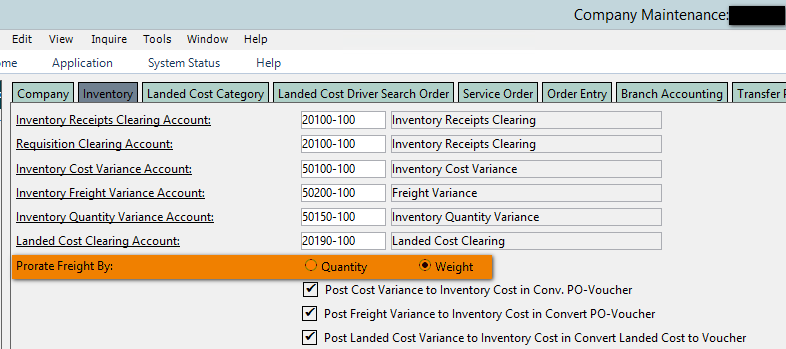 Company Maintenance:
Edit View Inquire Tools Window Help
ome Application System Status Help
Company Inventory Landed Cost Category Landed Cost Driver Search Order Service Order Order Entry Branch Accounting Transfer P
Inventory Receipts Clearing Account: 20100-100 Inventory Receipts Clearing
Requisition Clearing Account: 20100-100 Inventory Receipts Clearing
Inventory Cost Variance Account: 50100-100 Inventory Cost Variance
Inventory Freight Variance Account: 50200-100 Freight Variance
Inventory Quantity Variance Account: 50150-100 Inventory Quantity Variance
Landed Cost Clearing Account: 20190-100 Landed Cost Clearing
Prorate Freight By: Quantity Weight
Post Cost Variance to Inventory Cost in Conv. PO-Voucher
Post Freight Variance to Inventory Cost in Convert PO-Voucher
Post Landed Cost Variance to Inventory Cost in Convert Landed Cost to Voucher